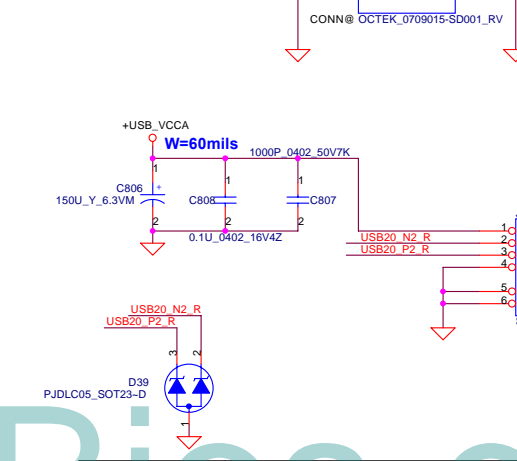 CONN@ OCTEK_0709015-SD001_RV
+USB_VCCA
W=60mils
1000P_0402_50V7K
1
1
1
C806
+
150U_Y_6.3VM
C808
C807
2
2
2
0.1U_0402_16V4Z
1
USB20_N2_R
2
USB20_P2_R
3
4
5
6
USB20_N2_R
USB20_P2_R
3
2
D39
PJDLC05_SOT23~D
1